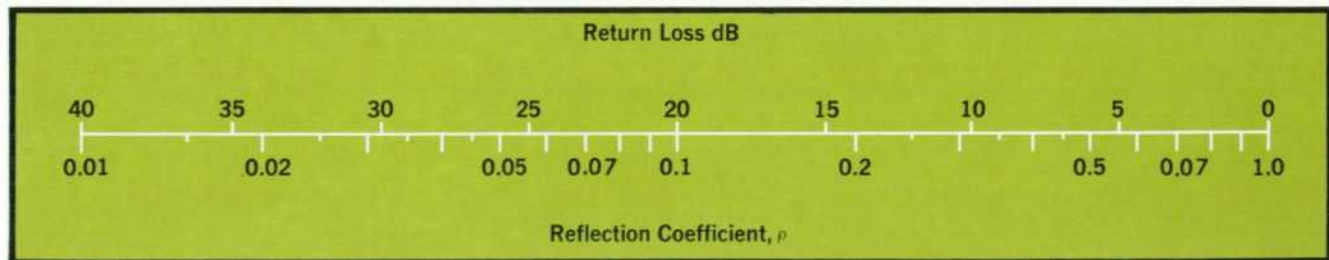 Return Loss dB
40 35 30 25 20 15 10 5 0
0.01 0.02 0.05 0.07 0.1 0.2 0.5 0.07 1.0
Reflection Coefficient, ρ